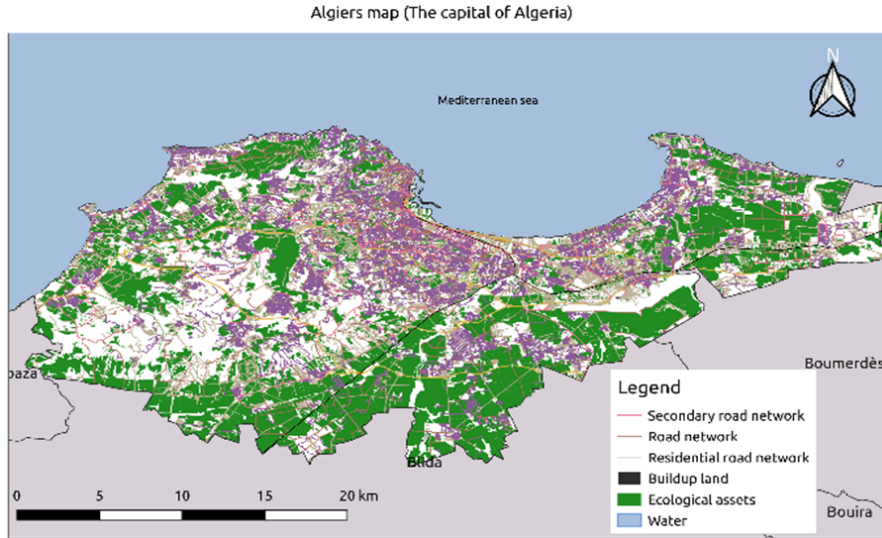 Algiers map (The capital of Algeria)
N
Mediterranean sea
paza
Boumerdès
Blida
Bouira
Legend
Secondary road network
Road network
Residential road network
Buildup land
Ecological assets
Water
0 5 10 15 20 km